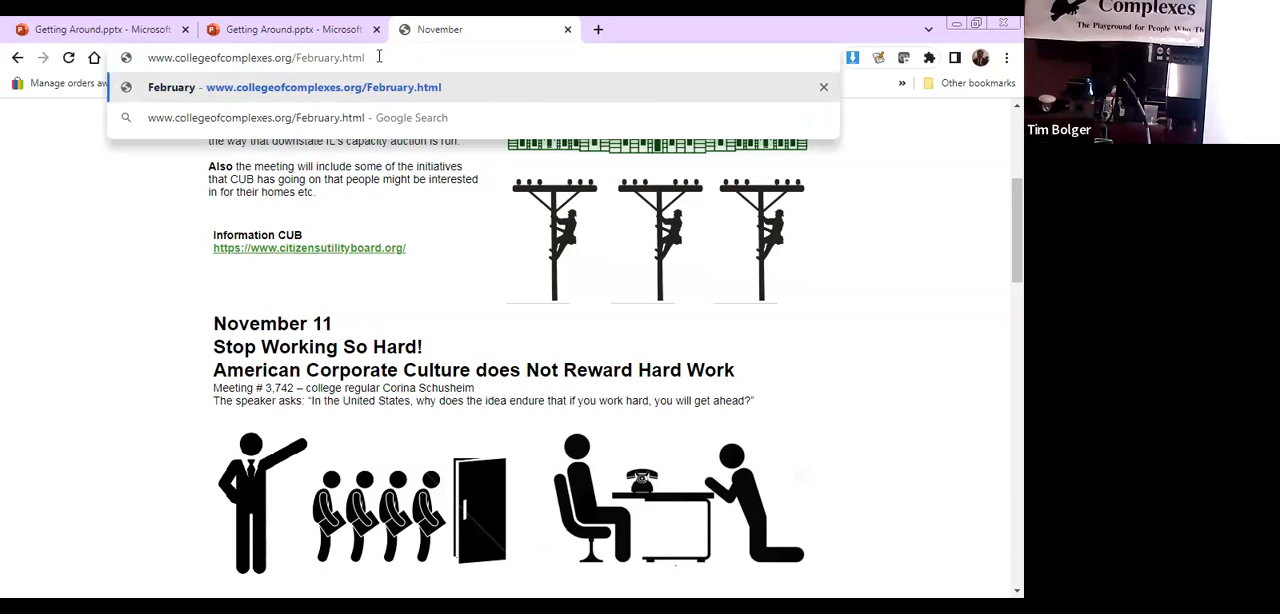 Getting Around.pptx - Microsoft
Getting Around.pptx - Microsoft
November
www.collegeofcomplexes.org/February.html
February - www.collegeofcomplexes.org/February.html
www.collegeofcomplexes.org/February.html - Google Search
Manage orders aw
»
Other bookmarks
the way that downstate IL's capacity auction is run.
Also the meeting will include some of the initiatives
that CUB has going on that people might be interested
in for their homes etc.
Information CUB
https://www.citizensutilityboard.org/
November 11
Stop Working So Hard!
American Corporate Culture does Not Reward Hard Work
Meeting # 3,742 – college regular Corina Schusheim
The speaker asks: “In the United States, why does the idea endure that if you work hard, you will get ahead?”
Complexes
The Playground for People Who Th
Tim Bolger